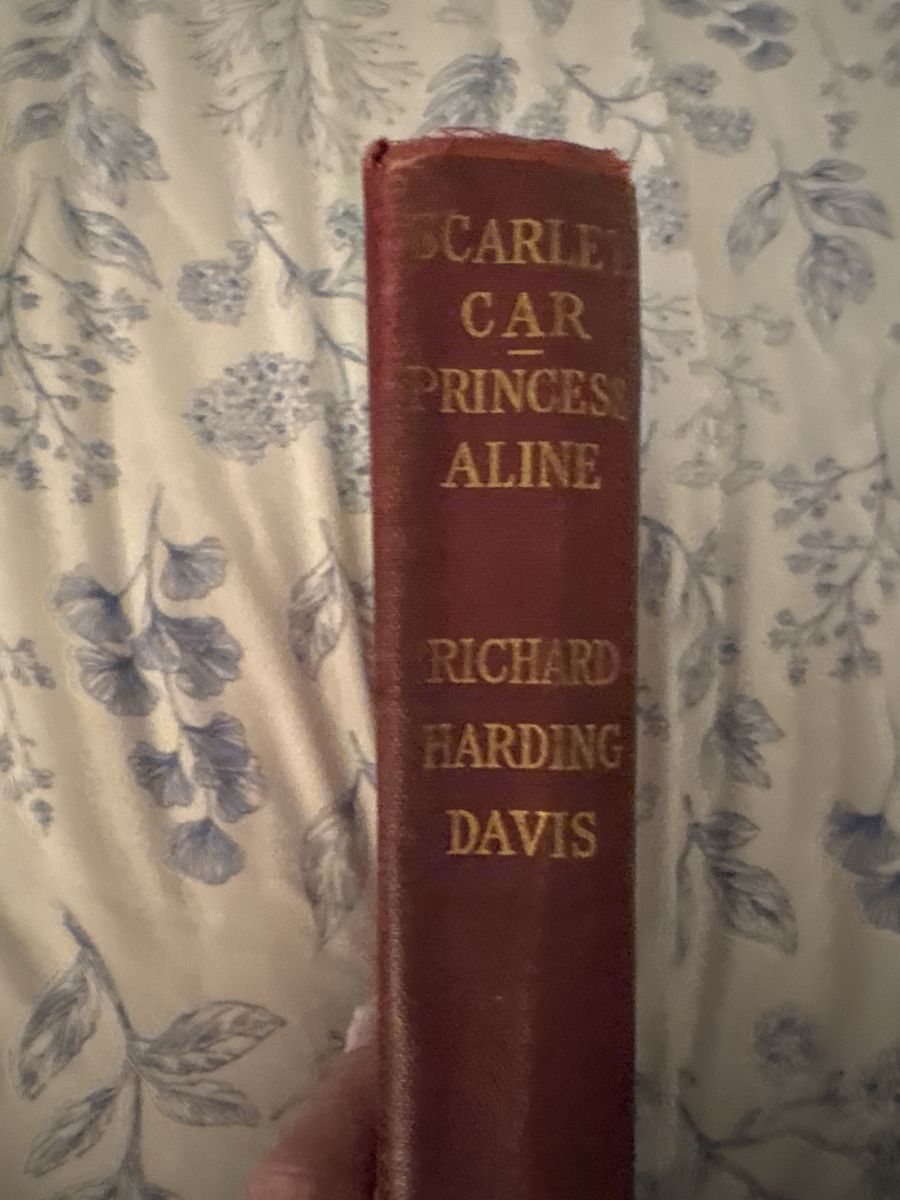 SCARLET
CAR
PRINCESS
ALINE
RICHARD
HARDING
DAVIS